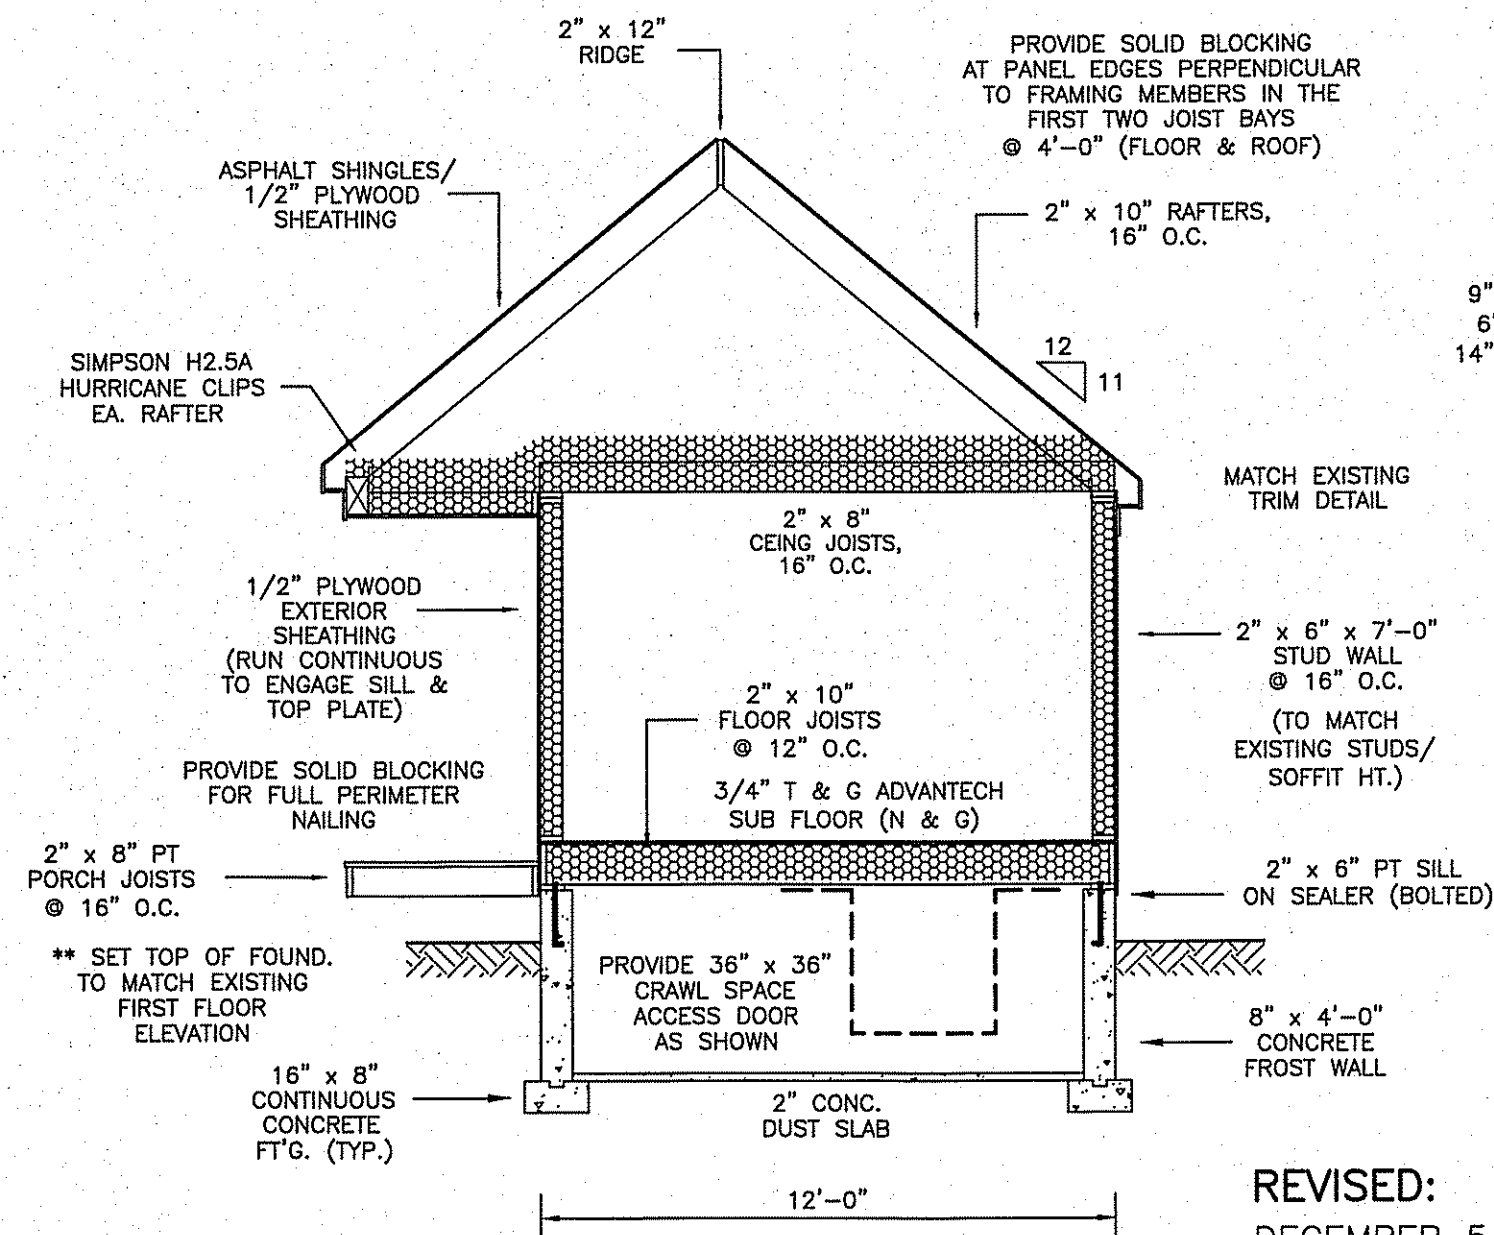 2" x 12"
RIDGE
PROVIDE SOLID BLOCKING
AT PANEL EDGES PERPENDICULAR
TO FRAMING MEMBERS IN THE
FIRST TWO JOIST BAYS
@ 4'-0" (FLOOR & ROOF)
ASPHALT SHINGLES/
1/2" PLYWOOD
SHEATHING
2" x 10" RAFTERS,
16" O.C.
9"
6'
14"
12
11
SIMPSON H2.5A
HURRICANE CLIPS
EA. RAFTER
MATCH EXISTING
TRIM DETAIL
2" x 8"
CEING JOISTS,
16" O.C.
1/2" PLYWOOD
EXTERIOR
SHEATHING
(RUN CONTINUOUS
TO ENGAGE SILL &
TOP PLATE)
2" x 6" x 7'-0"
STUD WALL
@ 16" O.C.
(TO MATCH
EXISTING STUDS/
SOFFIT HT.)
2" x 10"
FLOOR JOISTS
@ 12" O.C.
3/4" T & G ADVANTECH
SUB FLOOR (N & G)
PROVIDE SOLID BLOCKING
FOR FULL PERIMETER
NAILING
2" x 8" PT
PORCH JOISTS
@ 16" O.C.
2" x 6" PT SILL
ON SEALER (BOLTED)
** SET TOP OF FOUND.
TO MATCH EXISTING
FIRST FLOOR
ELEVATION
PROVIDE 36" x 36"
CRAWL SPACE
ACCESS DOOR
AS SHOWN
8" x 4'-0"
CONCRETE
FROST WALL
16" x 8"
CONTINUOUS
CONCRETE
FT'G. (TYP.)
2" CONC.
DUST SLAB
12'-0"
REVISED:
DECEMBER 5